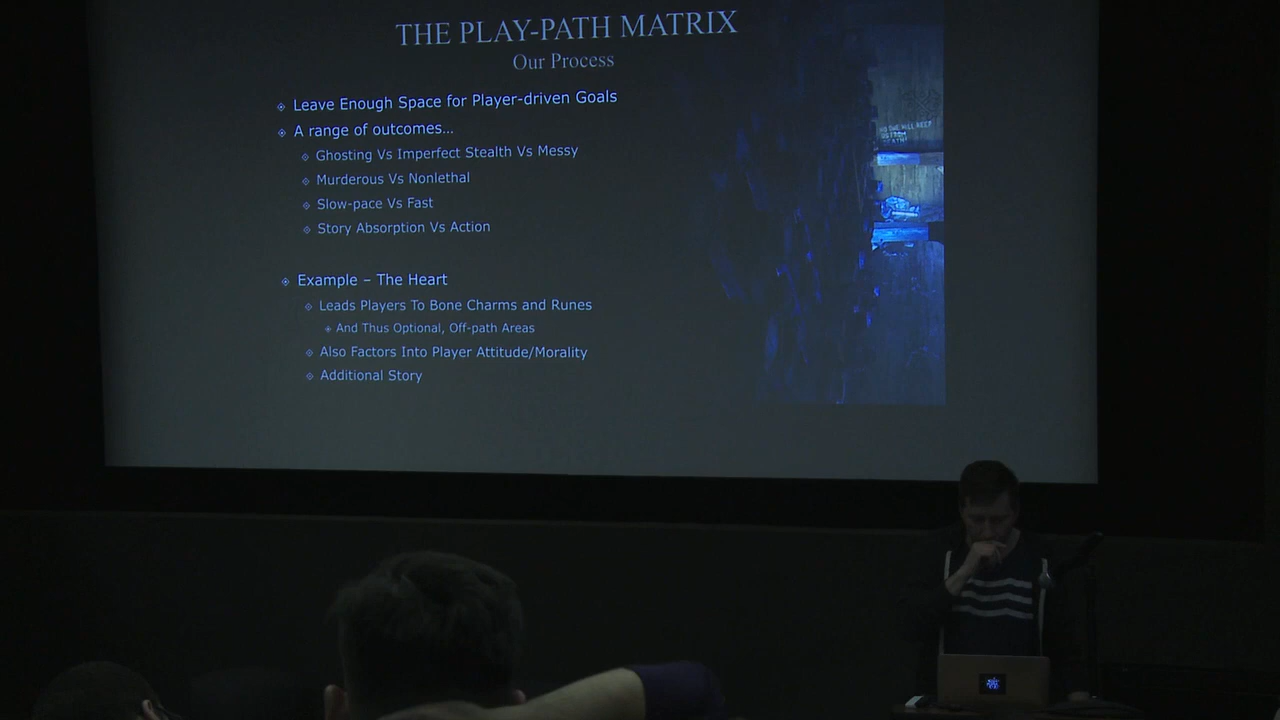 THE PLAY-PATH MATRIX
Our Process
Leave Enough Space for Player-driven Goals
A range of outcomes...
Ghosting Vs Imperfect Stealth Vs Messy
Murderous Vs Nonlethal
Slow-pace Vs Fast
Story Absorption Vs Action
Example – The Heart
Leads Players To Bone Charms and Runes
And Thus Optional, Off-path Areas
Also Factors Into Player Attitude/Morality
Additional Story